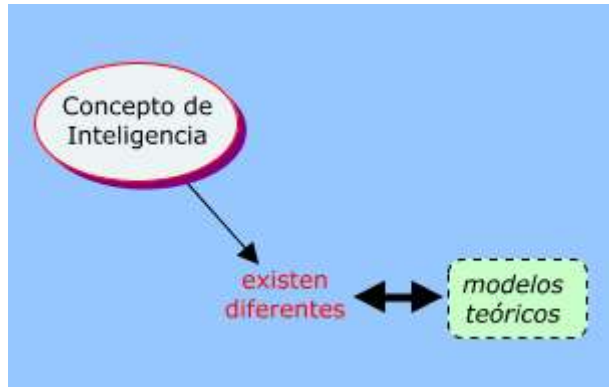 Concepto de
Inteligencia
existen
diferentes
modelos
teóricos